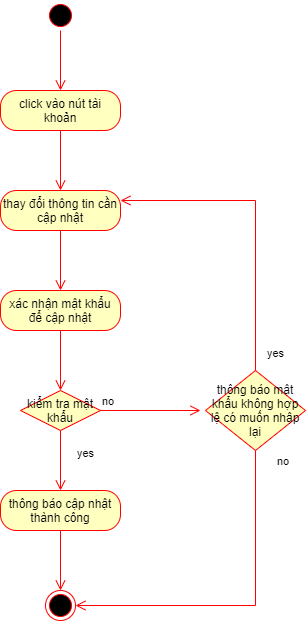 click vào nút tài
khoản
thay đổi thông tin cần
cập nhật
xác nhận mật khẩu
để cập nhật
kiểm tra mật
khẩu
no
thông báo mật
khẩu không hợp
lệ có muốn nhập
lại
yes
no
yes
thông báo cập nhật
thành công